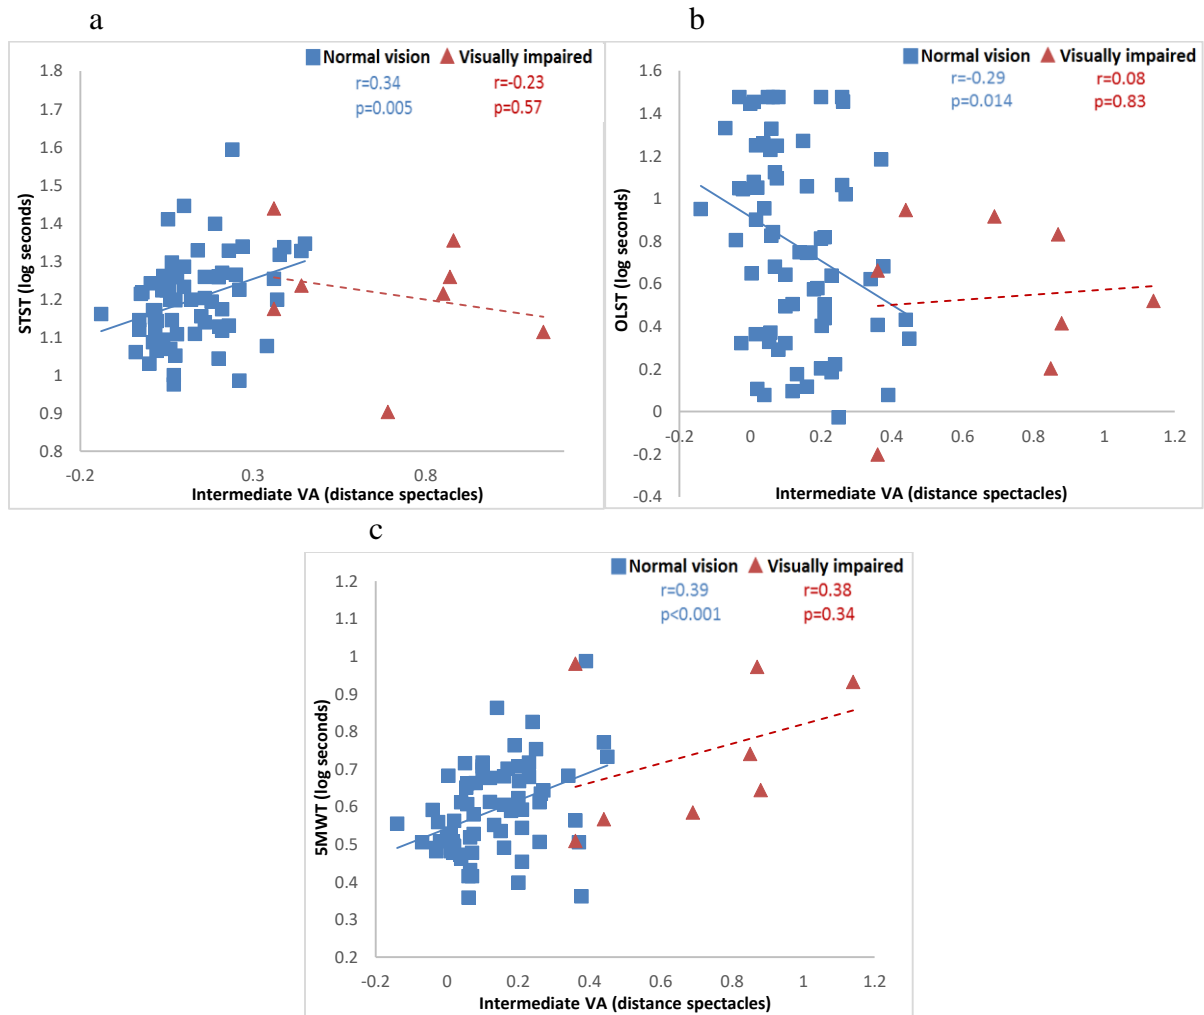 a
Normal vision Visually impaired
r=0.34 r=-0.23
p=0.005 p=0.57
STST (log seconds)
1.8
1.7
1.6
1.5
1.4
1.3
1.2
1.1
1
0.9
0.8
-0.2 0.3 0.8
Intermediate VA (distance spectacles)
b
Normal vision Visually impaired
r=-0.29 r=0.08
p=0.014 p=0.83
OLST (log seconds)
1.6
1.4
1.2
1
0.8
0.6
0.4
0.2
0
-0.2
-0.4
-0.2 0 0.2 0.4 0.6 0.8 1 1.2
Intermediate VA (distance spectacles)
c
Normal vision Visually impaired
r=0.39 r=0.38
p<0.001 p=0.34
5MWT (log seconds)
1.2
1.1
1
0.9
0.8
0.7
0.6
0.5
0.4
0.3
0.2
-0.2 0 0.2 0.4 0.6 0.8 1 1.2
Intermediate VA (distance spectacles)